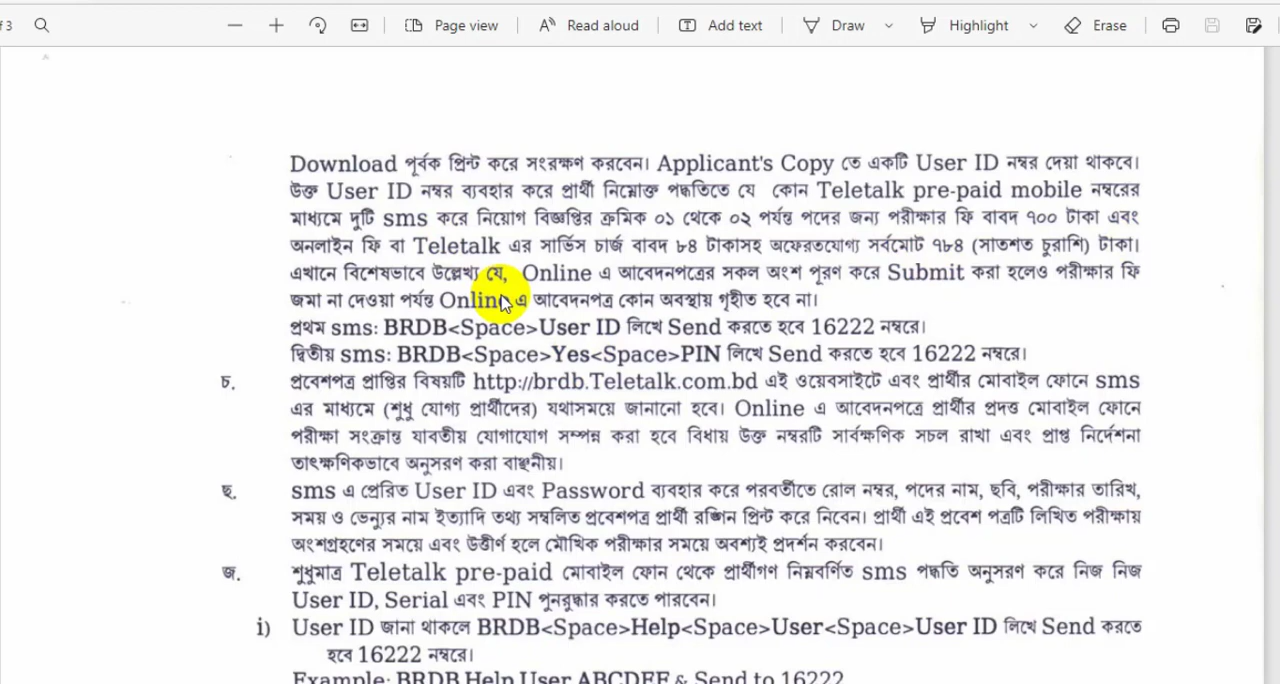 f 3 Page view Read aloud Add text Draw Highlight Erase
Download পূর্বক প্রিন্ট করে সংরক্ষণ করবেন। Applicant's Copy তে একটি User ID নম্বর দেয়া থাকবে।
উক্ত User ID নম্বর ব্যবহার করে প্রার্থী নিম্নোক্ত পদ্ধতিতে যে কোন Teletalk pre-paid mobile নম্বরের
মাধ্যমে দুটি sms করে নিয়োগ বিজ্ঞপ্তির ক্রমিক ০১ থেকে ০২ পর্যন্ত পদের জন্য পরীক্ষার ফি বাবদ ৭০০ টাকা এবং
অনলাইন ফি বা Teletalk এর সার্ভিস চার্জ বাবদ ৮৪ টাকাসহ অফেরতযোগ্য সর্বমোট ৭৮৪ (সাতশত চুরাশি) টাকা।
এখানে বিশেষভাবে উল্লেখ্য যে, Online এ আবেদনপত্রের সকল অংশ পূরণ করে Submit করা হলেও পরীক্ষার ফি
জমা না দেওয়া পর্যন্ত Online এ আবেদনপত্র কোন অবস্থায় গৃহীত হবে না।
প্রথম sms: BRDB<Space>User ID লিখে Send করতে হবে 16222 নম্বরে।
দ্বিতীয় sms: BRDB<Space>Yes<Space>PIN লিখে Send করতে হবে 16222 নম্বরে।
চ. প্রবেশপত্র প্রাপ্তির বিষয়টি http://brdb.Teletalk.com.bd এই ওয়েবসাইটে এবং প্রার্থীর মোবাইল ফোনে sms
এর মাধ্যমে (শুধু যোগ্য প্রার্থীদের) যথাসময়ে জানানো হবে। Online এ আবেদনপত্রে প্রার্থীর প্রদত্ত মোবাইল ফোনে
পরীক্ষা সংক্রান্ত যাবতীয় যোগাযোগ সম্পন্ন করা হবে বিধায় উক্ত নম্বরটি সার্বক্ষণিক সচল রাখা এবং প্রাপ্ত নির্দেশনা
তাৎক্ষণিকভাবে অনুসরণ করা বাঞ্ছনীয়।
ছ. sms এ প্রেরিত User ID এবং Password ব্যবহার করে পরবর্তীতে রোল নম্বর, পদের নাম, ছবি, পরীক্ষার তারিখ,
সময় ও ভেন্যুর নাম ইত্যাদি তথ্য সম্বলিত প্রবেশপত্র প্রার্থী রঙ্গিন প্রিন্ট করে নিবেন। প্রার্থী এই প্রবেশ পত্রটি লিখিত পরীক্ষায়
অংশগ্রহণের সময়ে এবং উত্তীর্ণ হলে মৌখিক পরীক্ষার সময়ে অবশ্যই প্রদর্শন করবেন।
জ. শুধুমাত্র Teletalk pre-paid মোবাইল ফোন থেকে প্রার্থীগণ নিম্নবর্ণিত sms পদ্ধতি অনুসরণ করে নিজ নিজ
User ID, Serial এবং PIN পুনরুদ্ধার করতে পারবেন।
i) User ID জানা থাকলে BRDB<Space>Help<Space>User<Space>User ID লিখে Send করতে
হবে 16222 নম্বরে।
Example: BRDB Help User ABCDEF & Send to 16222